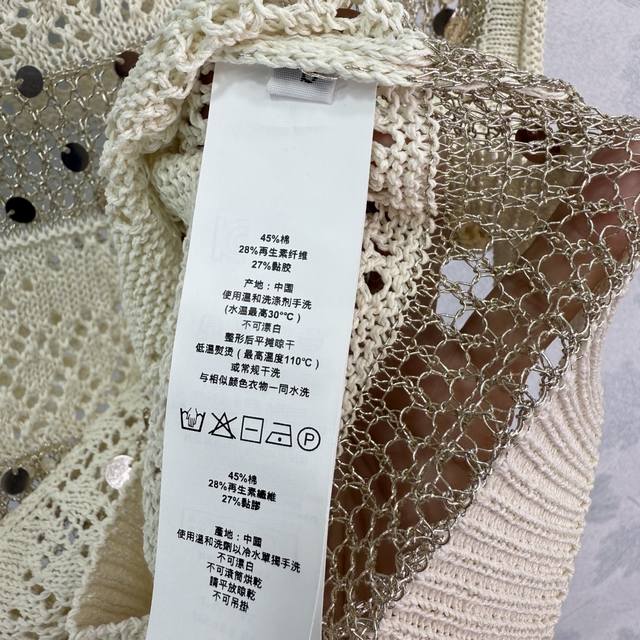 45%棉
28%再生素纤维
27%黏胶
产地：中国
使用温和洗涤剂手洗
(水温最高30°C)
不可漂白
整形后平摊晾干
低温熨烫（最高温度110°C）
或常规干洗
与相似颜色衣物一同水洗
P
45%棉
28%再生素纖維
27%黏膠
產地：中國
使用溫和洗劑以冷水單獨手洗
不可漂白
不可滾筒烘乾
請平放晾乾
不可吊掛